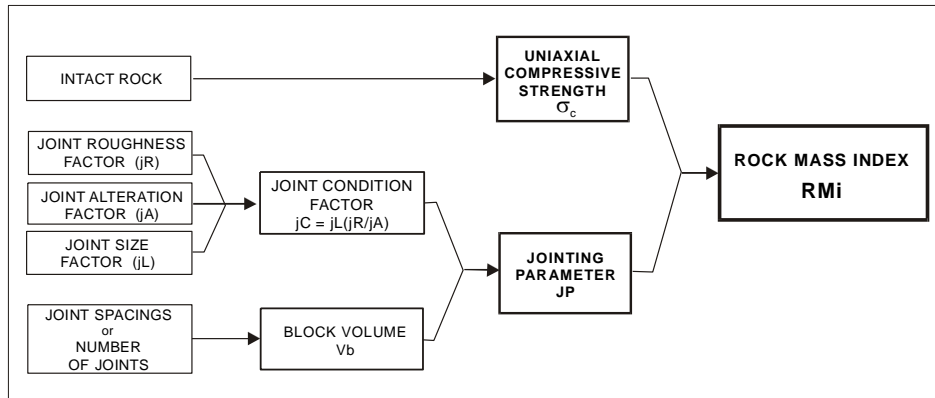 INTACT ROCK
UNIAXIAL
COMPRESSIVE
STRENGTH
σc
JOINT ROUGHNESS
FACTOR (jR)
JOINT ALTERATION
FACTOR (jA)
JOINT SIZE
FACTOR (jL)
JOINT CONDITION
FACTOR
jC = jL(jR/jA)
JOINT SPACINGS
or
NUMBER
OF JOINTS
BLOCK VOLUME
Vb
JOINTING
PARAMETER
JP
ROCK MASS INDEX
RMi